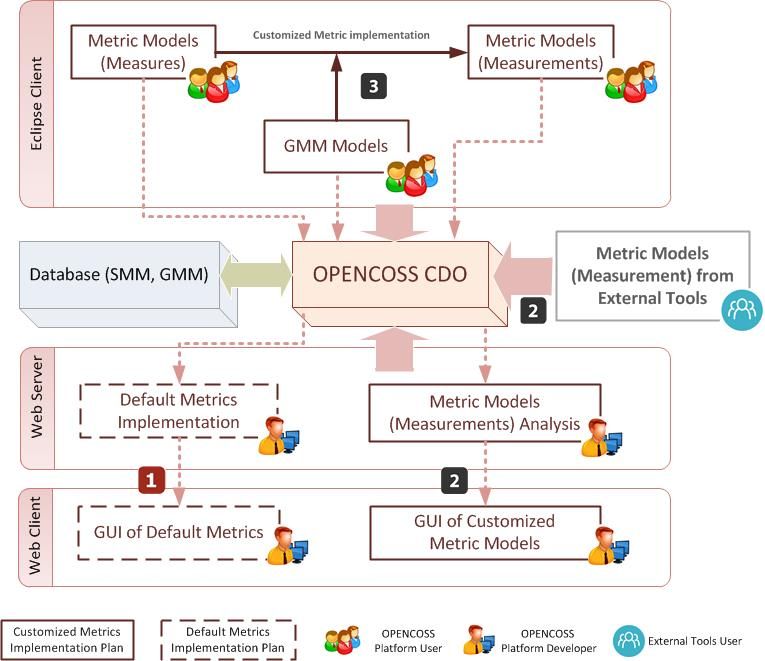 Eclipse Client
Metric Models
(Measures)
Customized Metric implementation
Metric Models
(Measurements)
3
GMM Models
Database (SMM, GMM)
OPENCOSS CDO
Metric Models
(Measurement) from
External Tools
2
Web Server
Default Metrics
Implementation
Metric Models
(Measurements) Analysis
1
2
Web Client
GUI of Default Metrics
GUI of Customized
Metric Models
Customized Metrics
Implementation Plan
Default Metrics
Implementation Plan
OPENCOSS
Platform User
OPENCOSS
Platform Developer
External Tools User